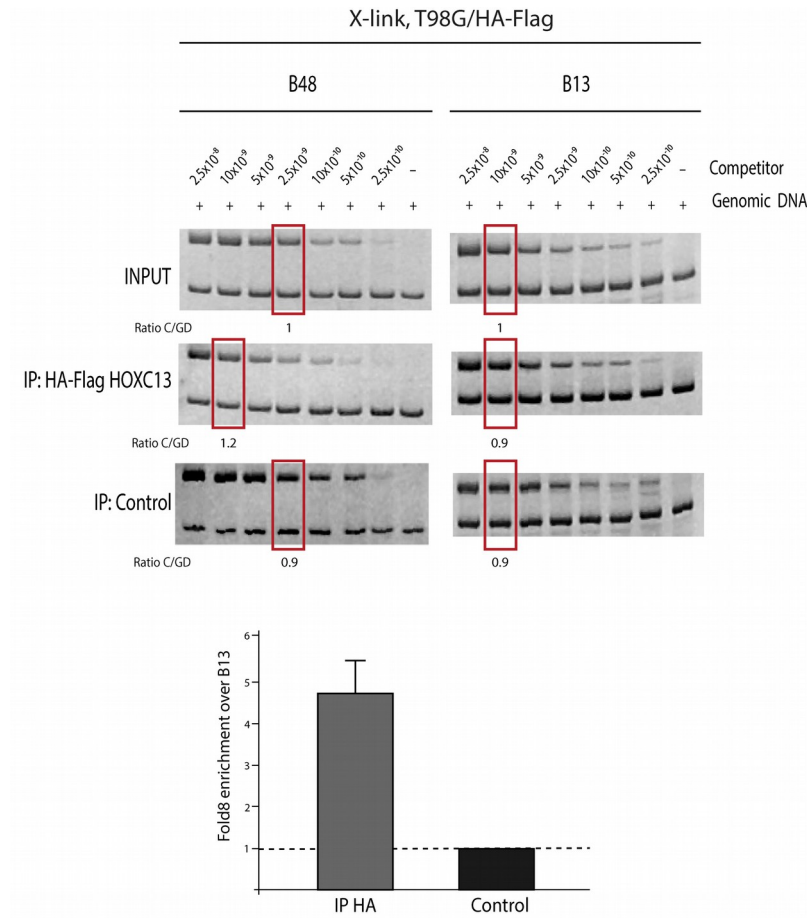 X-link, T98G/HA-Flag
B48 B13
2.5x10-8 10x10-9 5x10-9 2.5x10-9 10x10-10 5x10-10 2.5x10-10 – 2.5x10-8 10x10-9 5x10-9 2.5x10-9 10x10-10 5x10-10 2.5x10-10 – Competitor
+ + + + + + + + + + + + + + + + Genomic DNA
INPUT
Ratio C/GD 1 1
IP: HA-Flag HOXC13
Ratio C/GD 1.2 0.9
IP: Control
Ratio C/GD 0.9 0.9
Fold8 enrichment over B13
6
5
4
3
2
1
IP HA Control